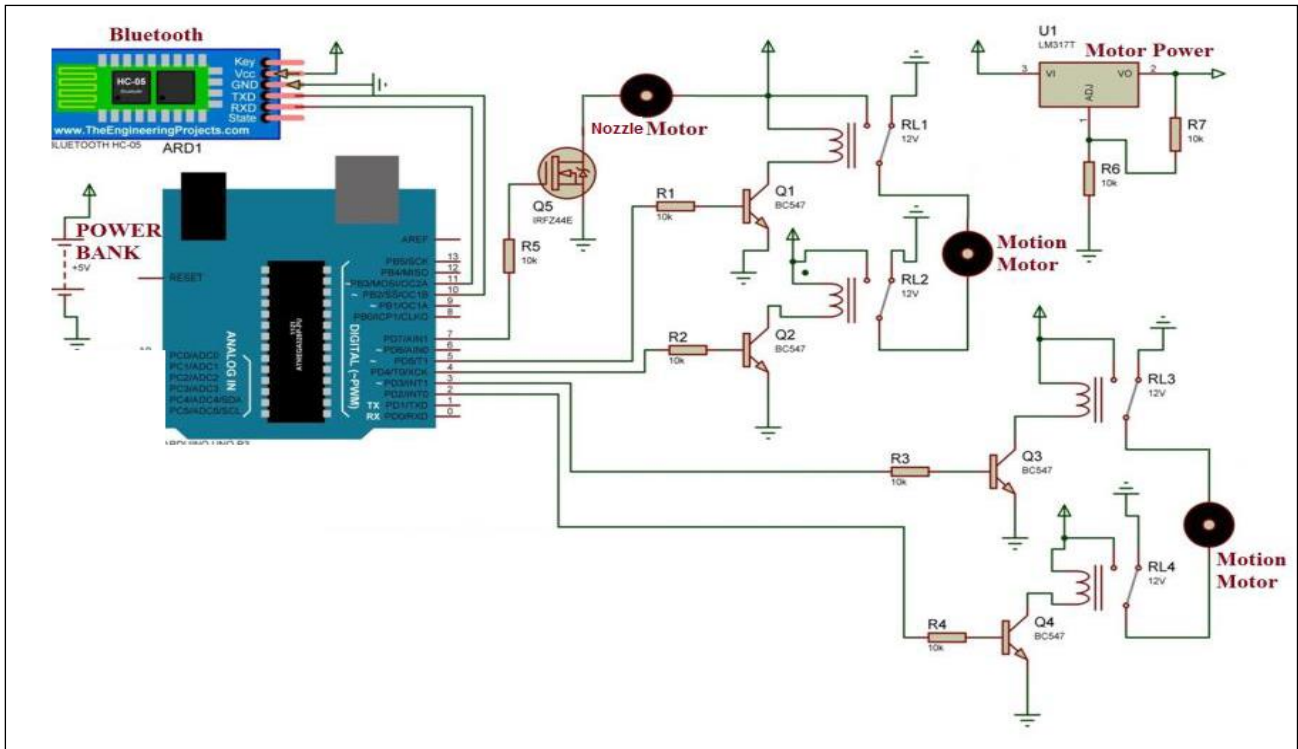 Bluetooth
Key
Vcc
GND
TXD
RXD
State
HC-05
www.TheEngineeringProjects.com
BLUETOOTH HC-05
ARD1
POWER
BANK
+5V
RESET
AREF
PB5/SCK
13
PB4/MISO
12
~PB3/MOSI/OC2A
11
~ PB2/SS/OC1B
10
~ PB1/OC1A
9
PB0/ICP1/CLKO
8
PD7/AIN1
7
~ PD6/AIN0
6
~ PD5/T1
5
PD4/T0/XCK
4
~ PD3/INT1
3
PD2/INT0
2
TX PD1/TXD
1
RX PD0/RXD
0
DIGITAL (~PWM)
ANALOG IN
ATMEGA328P-PU
1121
PC0/ADC0
PC1/ADC1
PC2/ADC2
PC3/ADC3
PC4/ADC4/SDA
PC5/ADC5/SCL
ARDUINO UNO R3
Nozzle Motor
Q5
IRFZ44E
R5
10k
R1
10k
Q1
BC547
RL1
12V
R2
10k
Q2
BC547
RL2
12V
Motion
Motor
U1
LM317T
Motor Power
3
VI
VO
2
ADJ
1
R6
10k
R7
10k
R3
10k
Q3
BC547
RL3
12V
R4
10k
Q4
BC547
RL4
12V
Motion
Motor